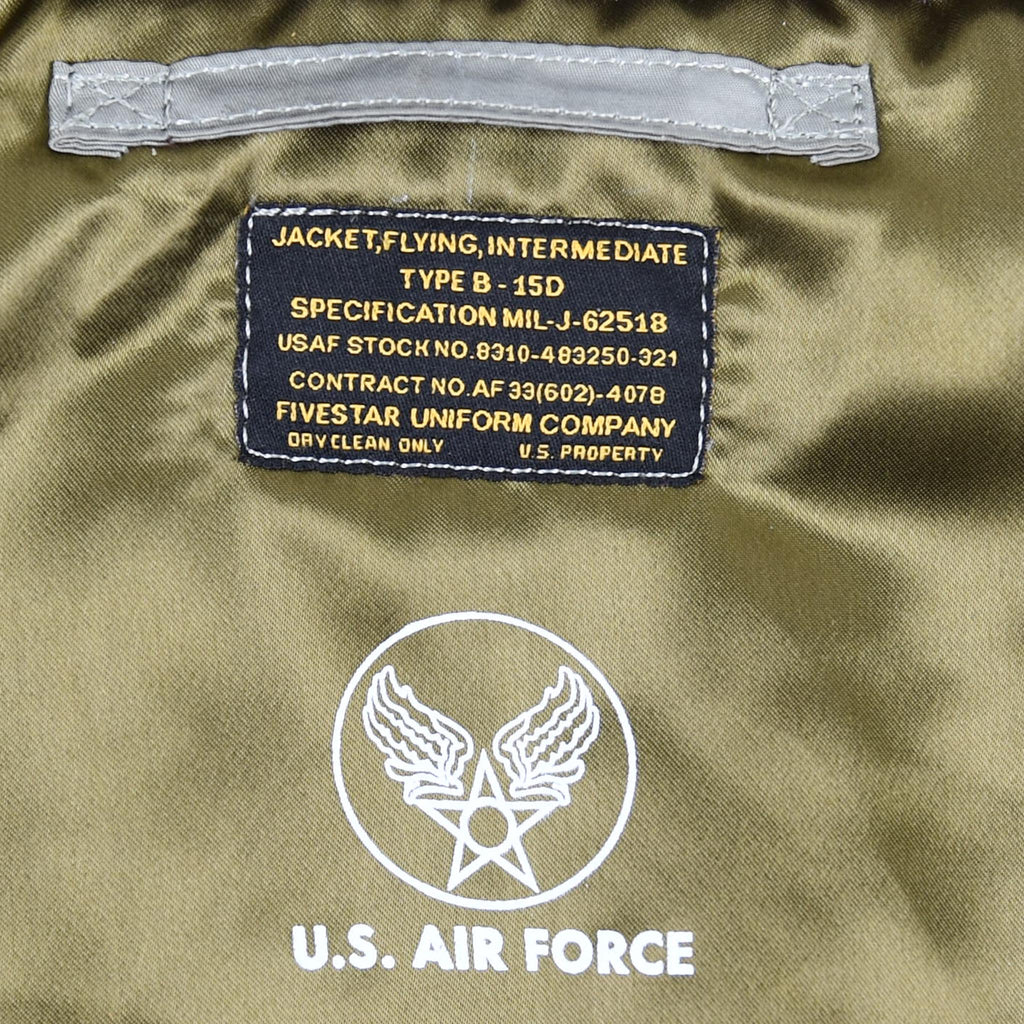 JACKET,FLYING,INTERMEDIATE
TYPE B - 15D
SPECIFICATION MIL-J-62518
USAF STOCK NO.8310-483250-321
CONTRACT NO.AF 33(602)-4078
FIVESTAR UNIFORM COMPANY
DRY CLEAN ONLY U.S. PROPERTY
U.S. AIR FORCE